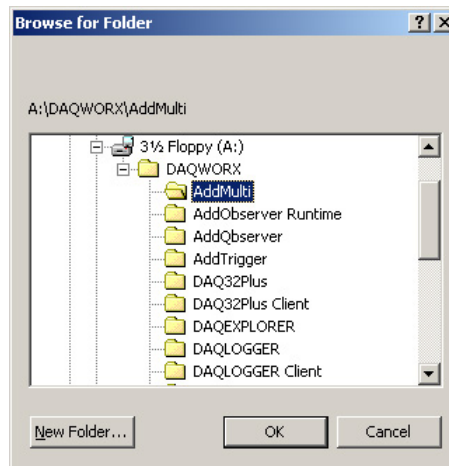 Browse for Folder
A:\DAQWORX\AddMulti
3½ Floppy (A:)
DAQWORX
AddMulti
AddObserver Runtime
AddQbserver
AddTrigger
DAQ32Plus
DAQ32Plus Client
DAQEXPLORER
DAQLOGGER
DAQLOGGER Client
New Folder... OK Cancel